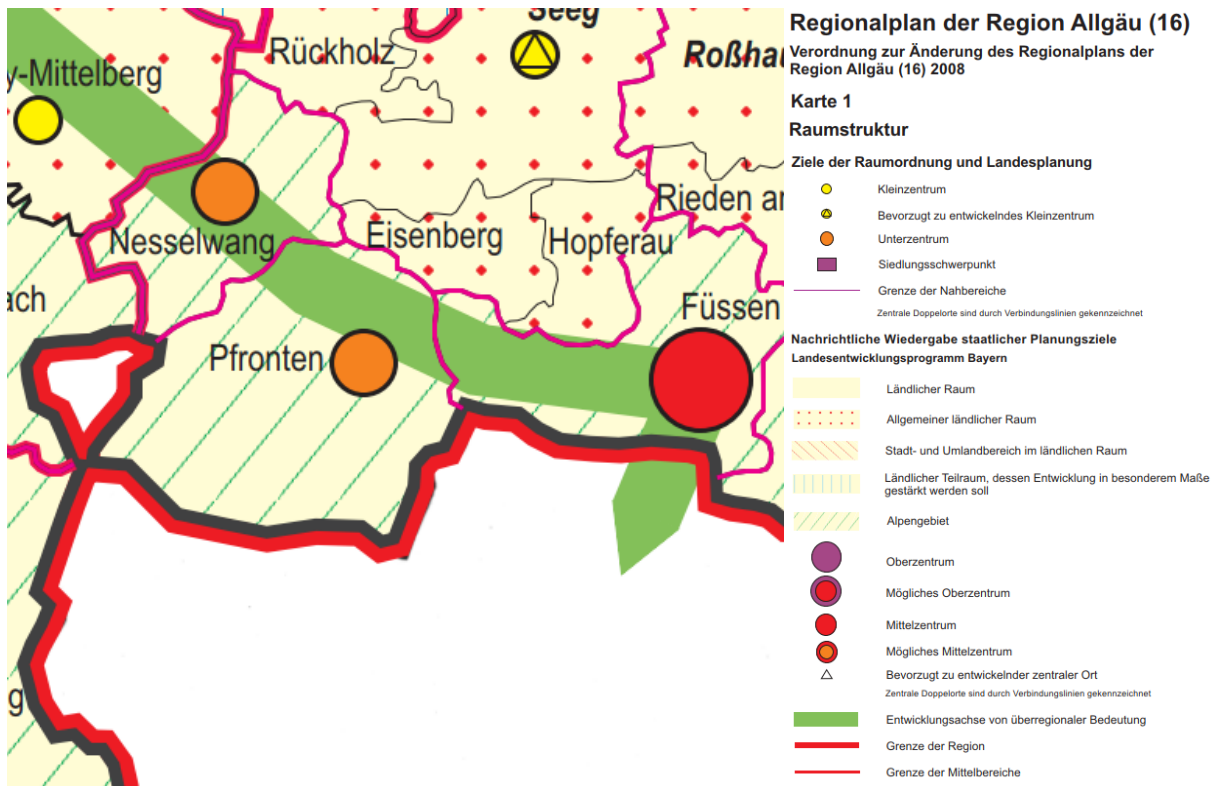 Seeg
Rückholz
Roßhau
y-Mittelberg
Rieden ar
Nesselwang
Eisenberg
Hopferau
ach
Füssen
Pfronten
g
Regionalplan der Region Allgäu (16)
Verordnung zur Änderung des Regionalplans der
Region Allgäu (16) 2008
Karte 1
Raumstruktur
Ziele der Raumordnung und Landesplanung
Kleinzentrum
Bevorzugt zu entwickelndes Kleinzentrum
Unterzentrum
Siedlungsschwerpunkt
Grenze der Nahbereiche
Zentrale Doppelorte sind durch Verbindungslinien gekennzeichnet
Nachrichtliche Wiedergabe staatlicher Planungsziele
Landesentwicklungsprogramm Bayern
Ländlicher Raum
Allgemeiner ländlicher Raum
Stadt- und Umlandbereich im ländlichen Raum
Ländlicher Teilraum, dessen Entwicklung in besonderem Maße
gestärkt werden soll
Alpengebiet
Oberzentrum
Mögliches Oberzentrum
Mittelzentrum
Mögliches Mittelzentrum
Bevorzugt zu entwickelnder zentraler Ort
Zentrale Doppelorte sind durch Verbindungslinien gekennzeichnet
Entwicklungsachse von überregionaler Bedeutung
Grenze der Region
Grenze der Mittelbereiche